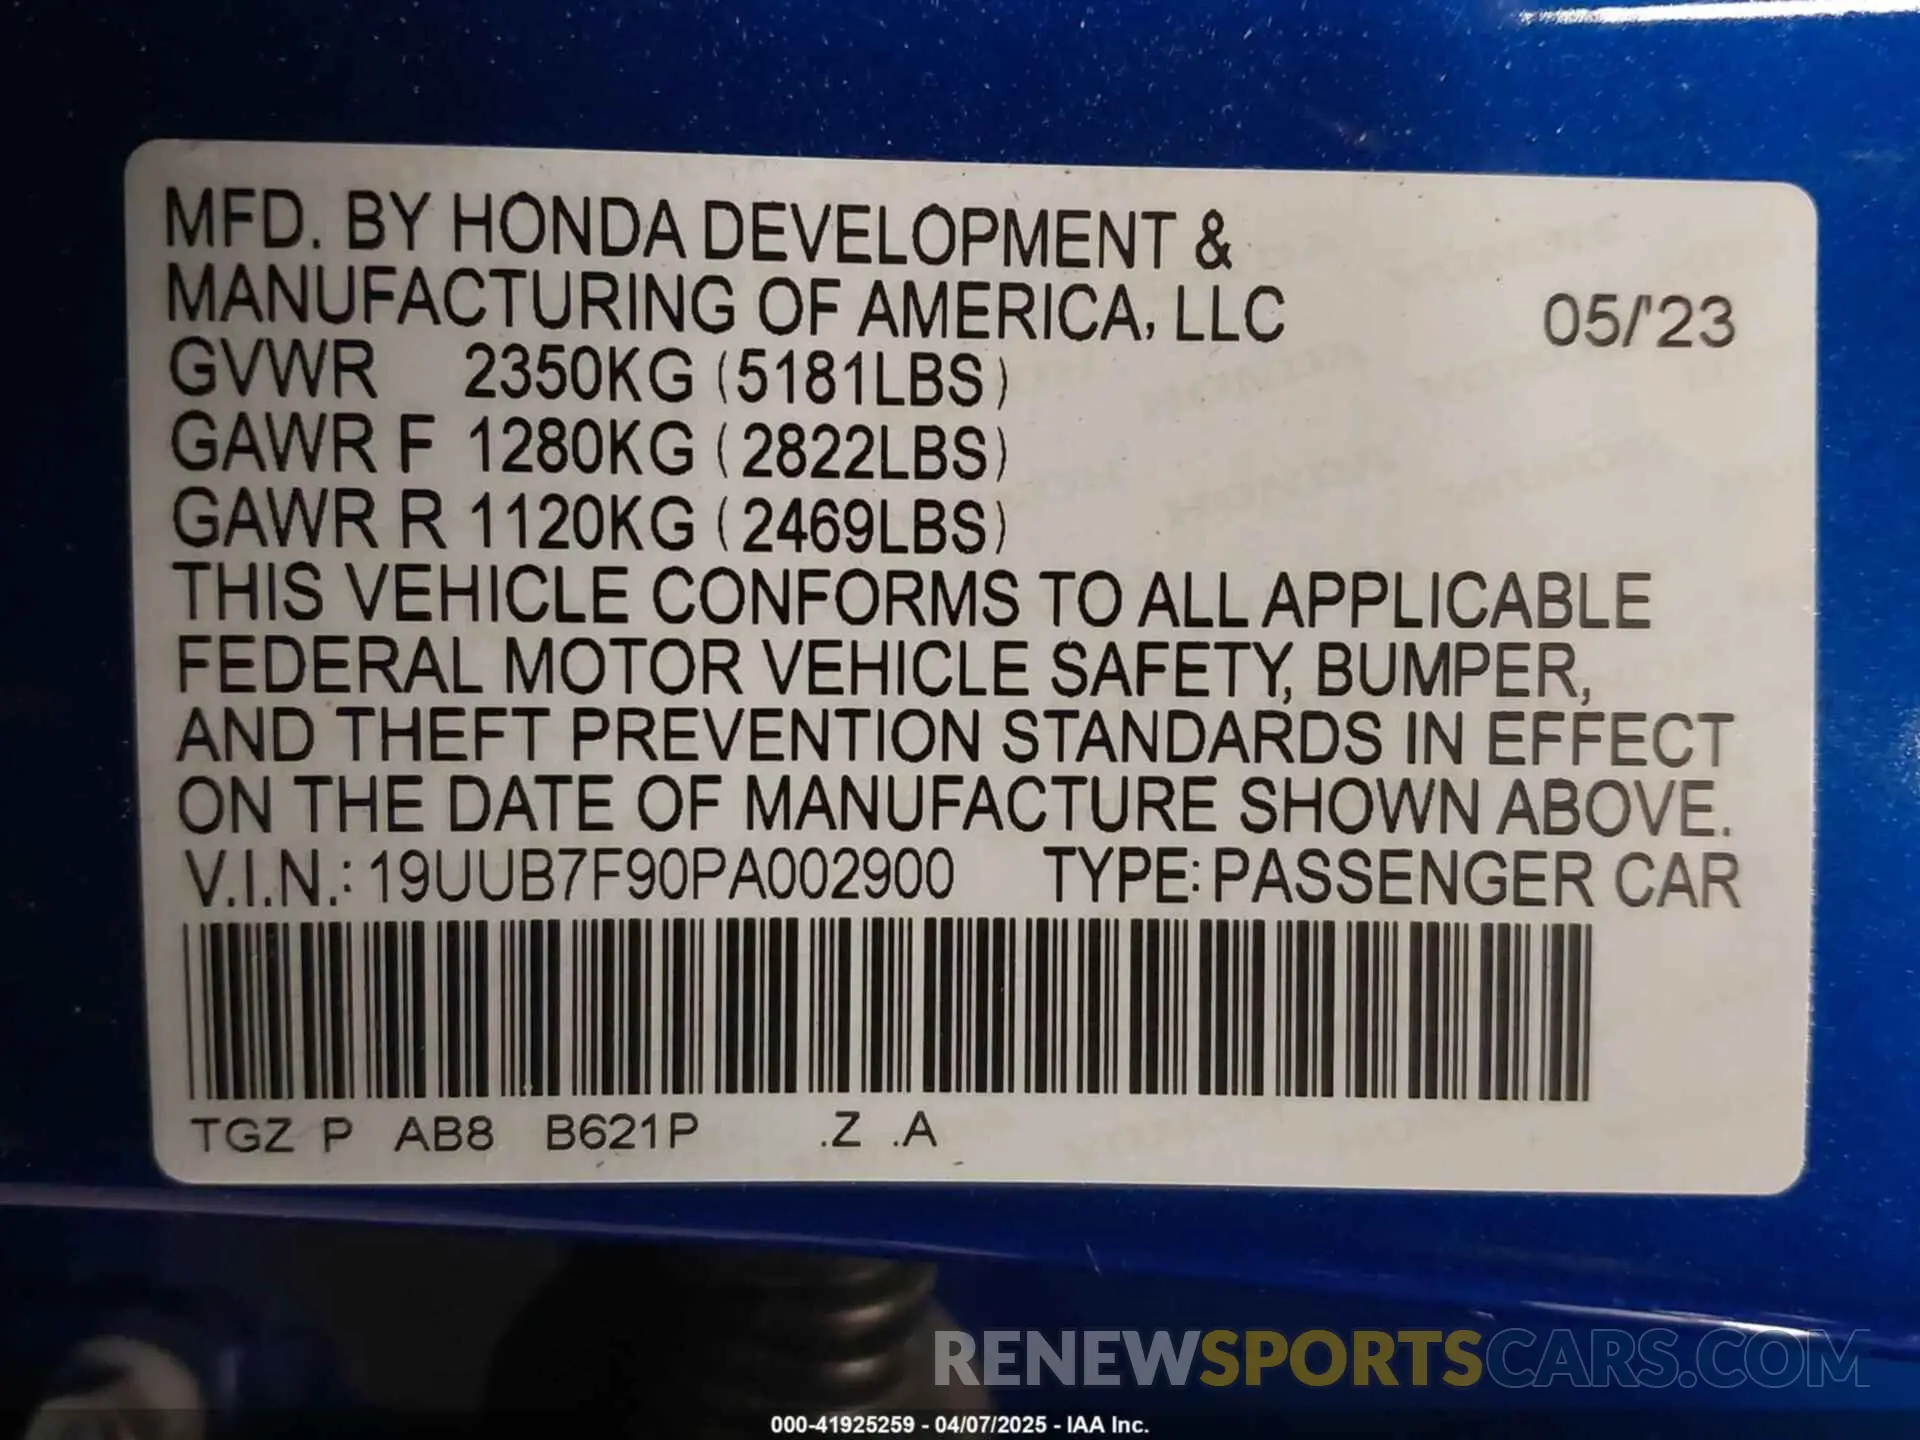 MFD. BY HONDA DEVELOPMENT &
MANUFACTURING OF AMERICA, LLC 05/'23
GVWR 2350KG (5181LBS)
GAWR F 1280KG (2822LBS)
GAWR R 1120KG (2469LBS)
THIS VEHICLE CONFORMS TO ALL APPLICABLE
FEDERAL MOTOR VEHICLE SAFETY, BUMPER,
AND THEFT PREVENTION STANDARDS IN EFFECT
ON THE DATE OF MANUFACTURE SHOWN ABOVE.
V.I.N.: 19UUB7F90PA002900 TYPE: PASSENGER CAR
TGZ P AB8 B621P .Z .A
RENEWSPORTSCARS.COM
000-41925259 - 04/07/2025 - IAA Inc.